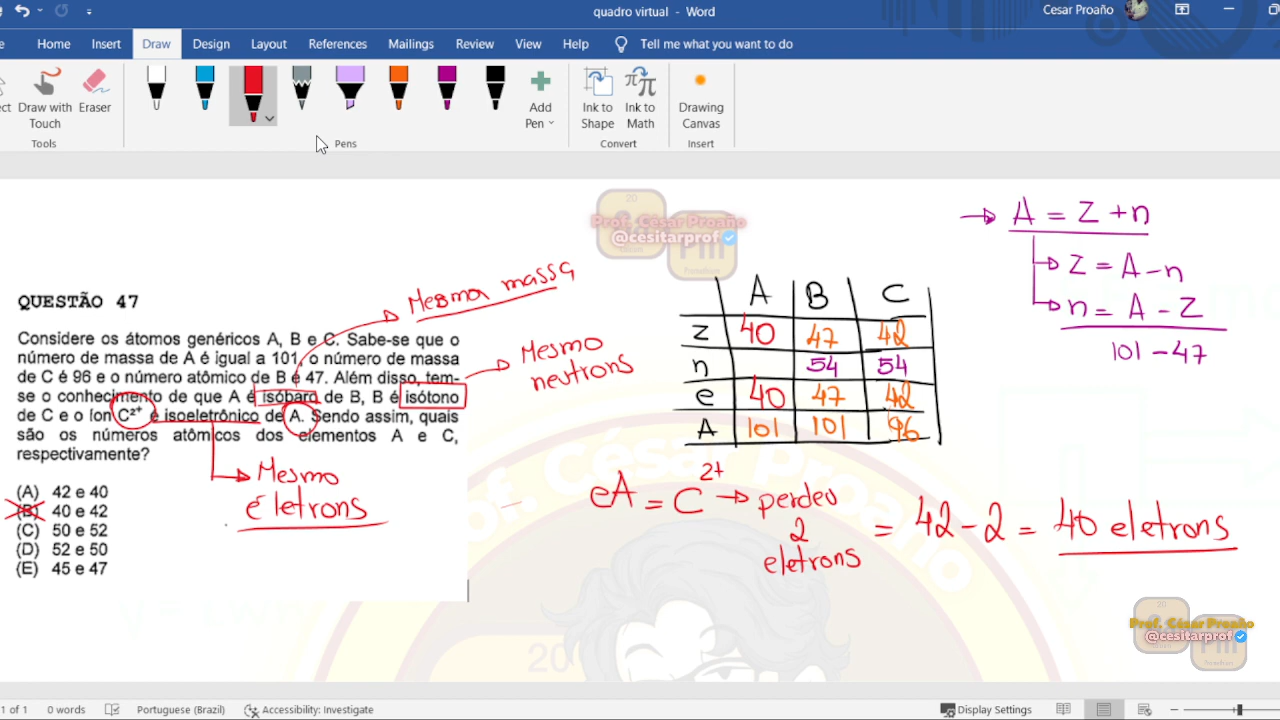 quadro virtual - Word
Cesar Proaño
Home Insert Draw Design Layout References Mailings Review View Help Tell me what you want to do
Draw with Touch
Eraser
Add Pen
Ink to Shape
Ink to Math
Drawing Canvas
Tools
Pens
Convert
Insert
Prof. César Proaño
@cesitarprof
→ A = Z + n
Z = A - n
n = A - Z
101 - 47
Mesma massa
Mesmo
neutrons
QUESTÃO 47
Considere os átomos genéricos A, B e C. Sabe-se que o
número de massa de A é igual a 101, o número de massa
de C é 96 e o número atômico de B é 47. Além disso, tem-
se o conhecimento de que A é isóbaro de B, B é isótono
de C e o íon C²⁺ é isoeletrônico de A. Sendo assim, quais
são os números atômicos dos elementos A e C,
respectivamente?
(A) 42 e 40
(B) 40 e 42
(C) 50 e 52
(D) 52 e 50
(E) 45 e 47
Mesmo
eletrons
A B C
Z 40 47 42
n 54 54
e 40 47 42
A 101 101 96
eA = C²⁺ → perdeu
2
eletrons
= 42 - 2 = 40 eletrons
20
Prof. César Proaño
@cesitarprof
1 of 1 0 words Portuguese (Brazil) Accessibility: Investigate Display Settings